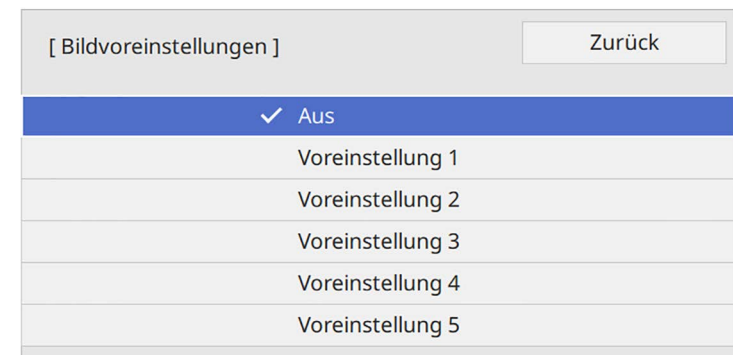 [ Bildvoreinstellungen ]
Zurück
Aus
Voreinstellung 1
Voreinstellung 2
Voreinstellung 3
Voreinstellung 4
Voreinstellung 5